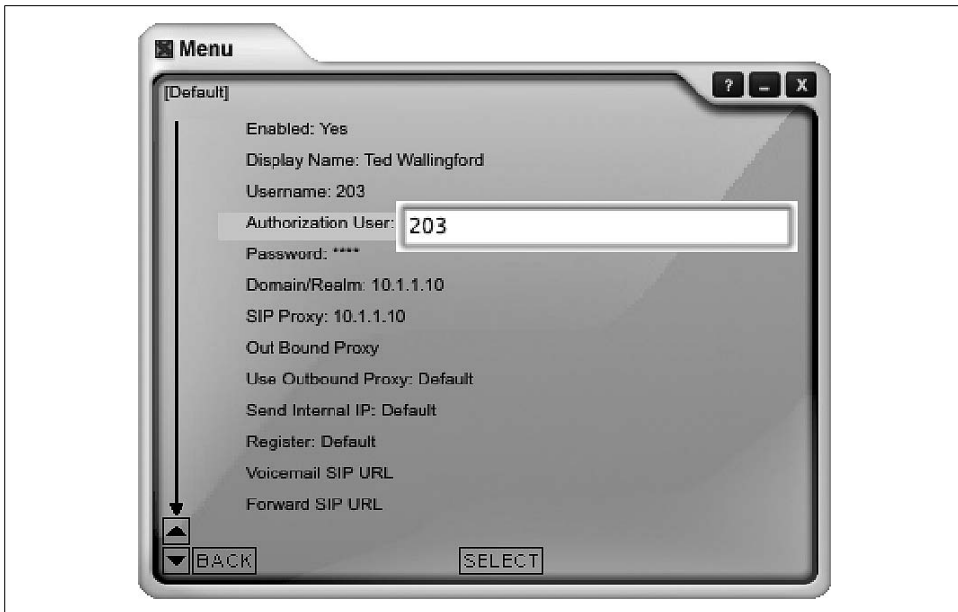 Menu
? – X
[Default]
Enabled: Yes
Display Name: Ted Wallingford
Username: 203
Authorization User: 203
Password: ****
Domain/Realm: 10.1.1.10
SIP Proxy: 10.1.1.10
Out Bound Proxy
Use Outbound Proxy: Default
Send Internal IP: Default
Register: Default
Voicemail SIP URL
Forward SIP URL
BACK SELECT